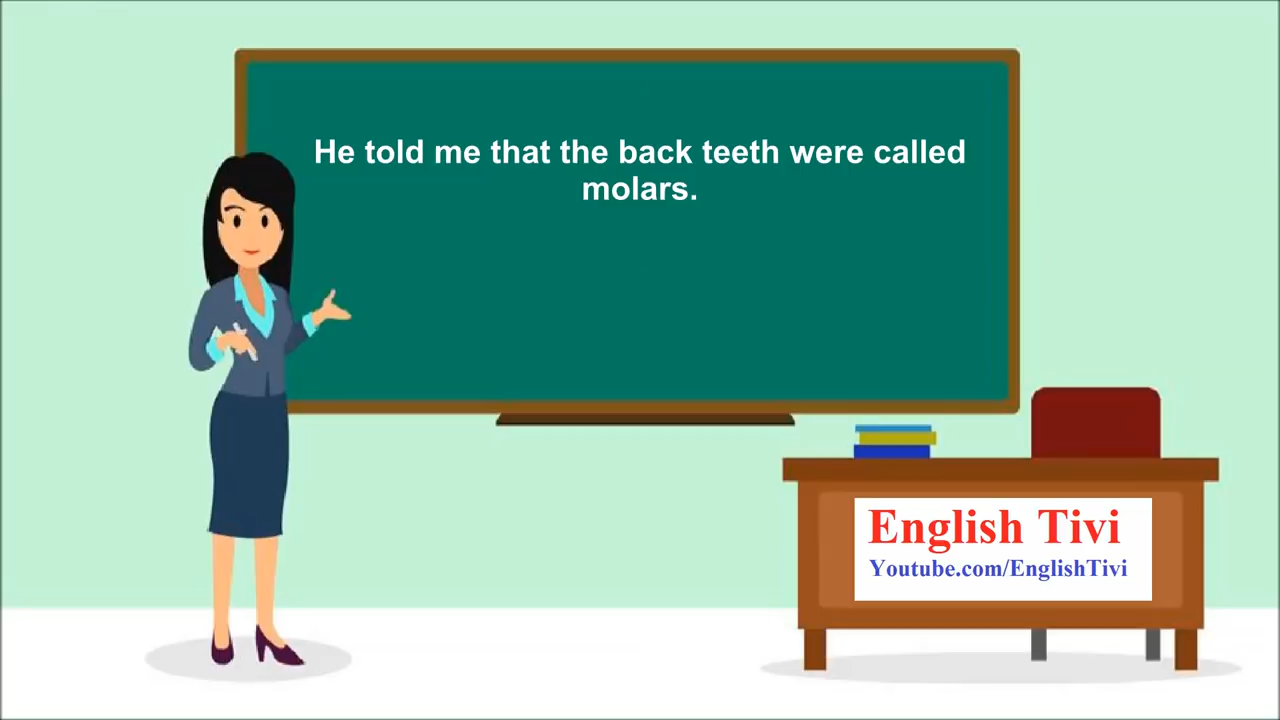 He told me that the back teeth were called
molars.
English Tivi
Youtube.com/EnglishTivi